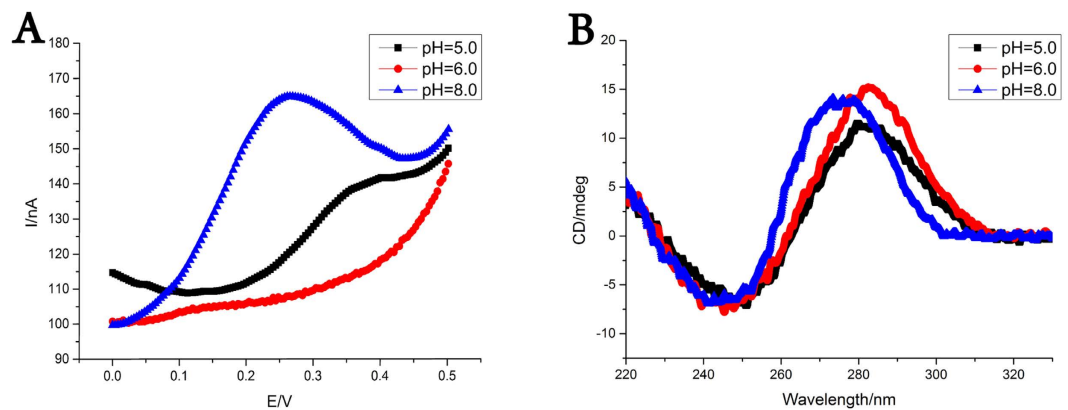 A
pH=5.0
pH=6.0
pH=8.0
180
170
160
150
140
130
120
110
100
90
I/nA
0.0 0.1 0.2 0.3 0.4 0.5
E/V
B
pH=5.0
pH=6.0
pH=8.0
20
15
10
5
0
-5
-10
CD/mdeg
220 240 260 280 300 320
Wavelength/nm